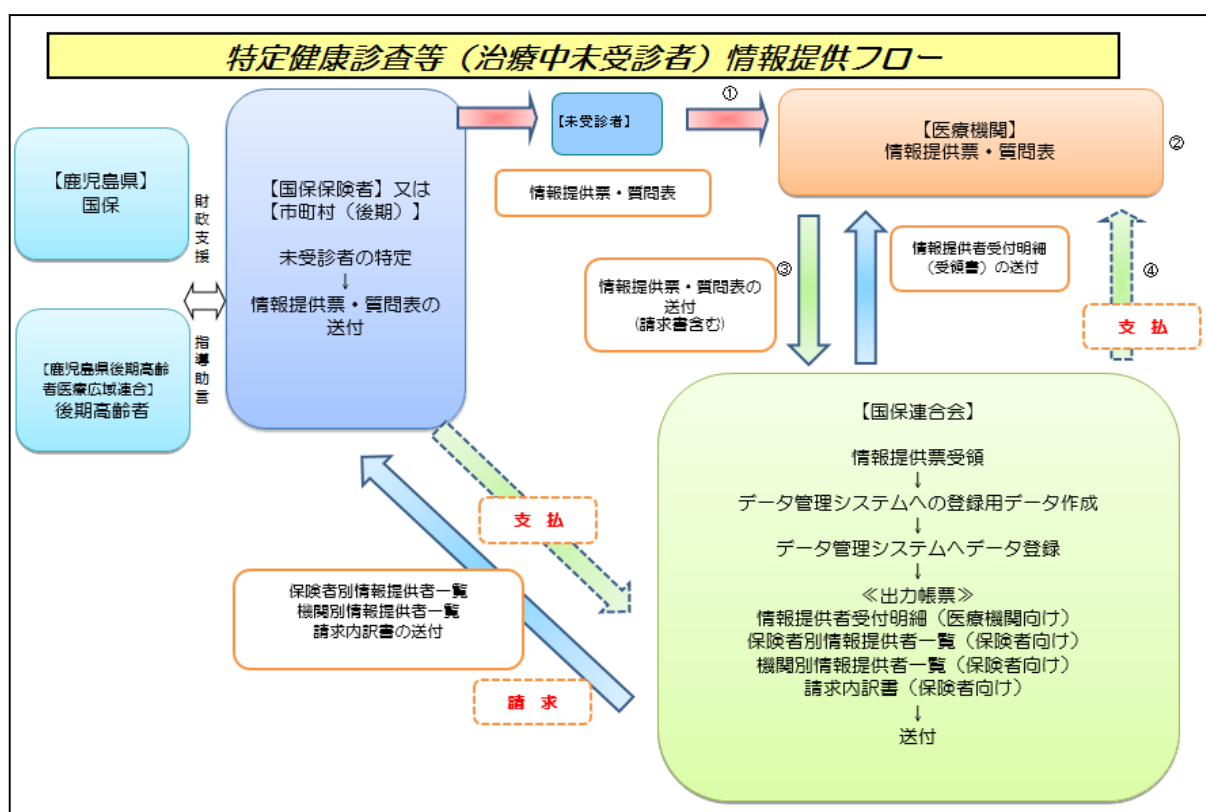 特定健康診査等(治療中未受診者)情報提供フロー
【鹿児島県】
国保
財政支援
指導助言
【鹿児島県後期高齢
者医療広域連合】
後期高齢者
【国保保険者】又は
【市町村(後期)】
未受診者の特定
↓
情報提供票・質問表の
送付
【未受診者】
情報提供票・質問表
①
【医療機関】
情報提供票・質問表
②
情報提供票・質問表の
送付
(請求書含む)
③
情報提供者受付明細
(受領書)の送付
④
支 払
支 払
保険者別情報提供者一覧
機関別情報提供者一覧
請求内訳書の送付
請 求
【国保連合会】
情報提供票受領
↓
データ管理システムへの登録用データ作成
↓
データ管理システムへデータ登録
↓
≪出力帳票≫
情報提供者受付明細(医療機関向け)
保険者別情報提供者一覧(保険者向け)
機関別情報提供者一覧(保険者向け)
請求内訳書(保険者向け)
↓
送付